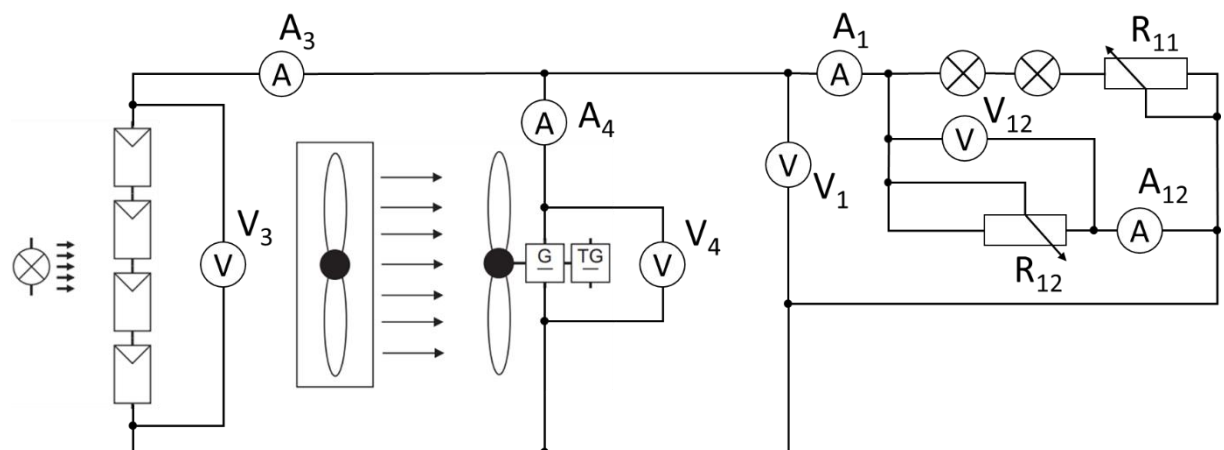 A₃
A
A
A₄
V₃
V
G
TG
V
V₄
V
V₁
A₁
A
R₁₁
V₁₂
V
A₁₂
A
R₁₂